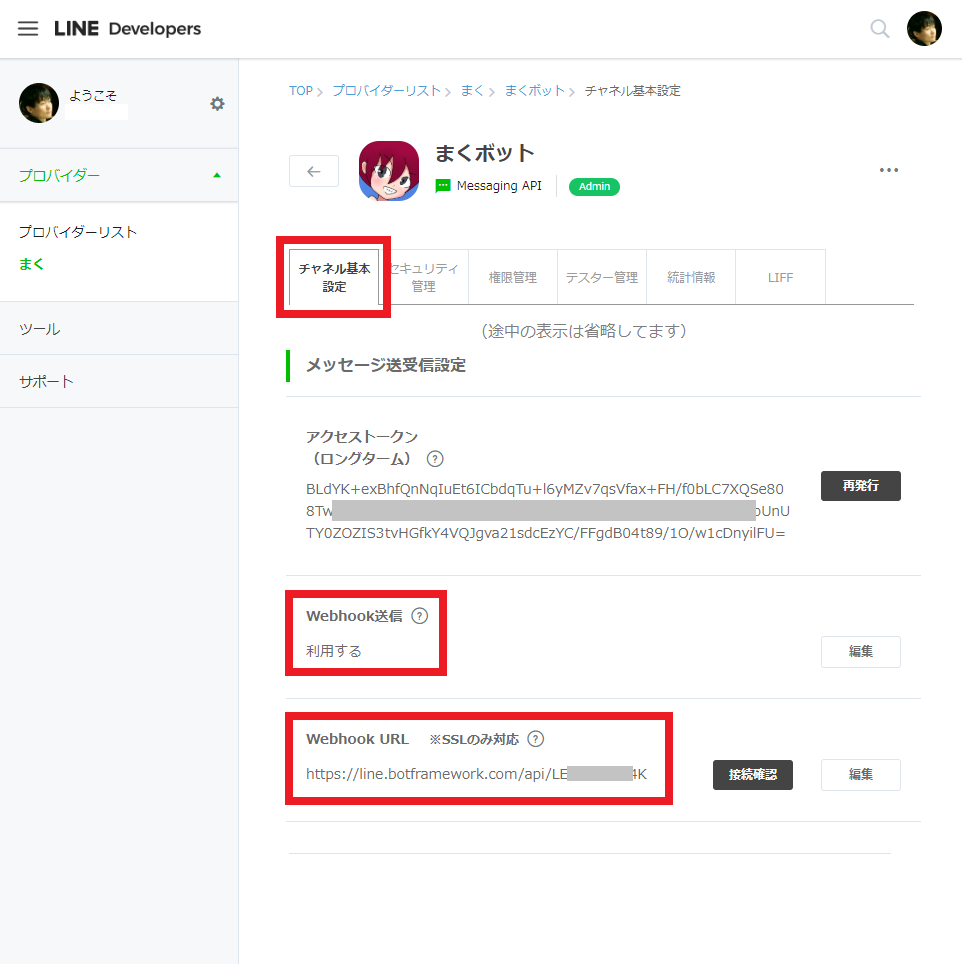 LINE Developers
ようこそ
プロバイダー
プロバイダーリスト
まく
ツール
サポート
TOP プロバイダーリスト まく まくボット チャネル基本設定
まくボット
Messaging API Admin
チャネル基本
設定
セキュリティ
管理
権限管理
テスター管理
統計情報
LIFF
（途中の表示は省略してます）
メッセージ送受信設定
アクセストークン
（ロングターム）
BLdYK+exBhfQnNqIuEt6ICbdqTu+l6yMZv7qsVfax+FH/f0bLC7XQSe80
8Tw bUnU
TY0ZOZIS3tvHGfkY4VQJgva21sdcEzYC/FFgdB04t89/1O/w1cDnyilFU=
再発行
Webhook送信
利用する
編集
Webhook URL ※SSLのみ対応
https://line.botframework.com/api/LE 4K
接続確認
編集